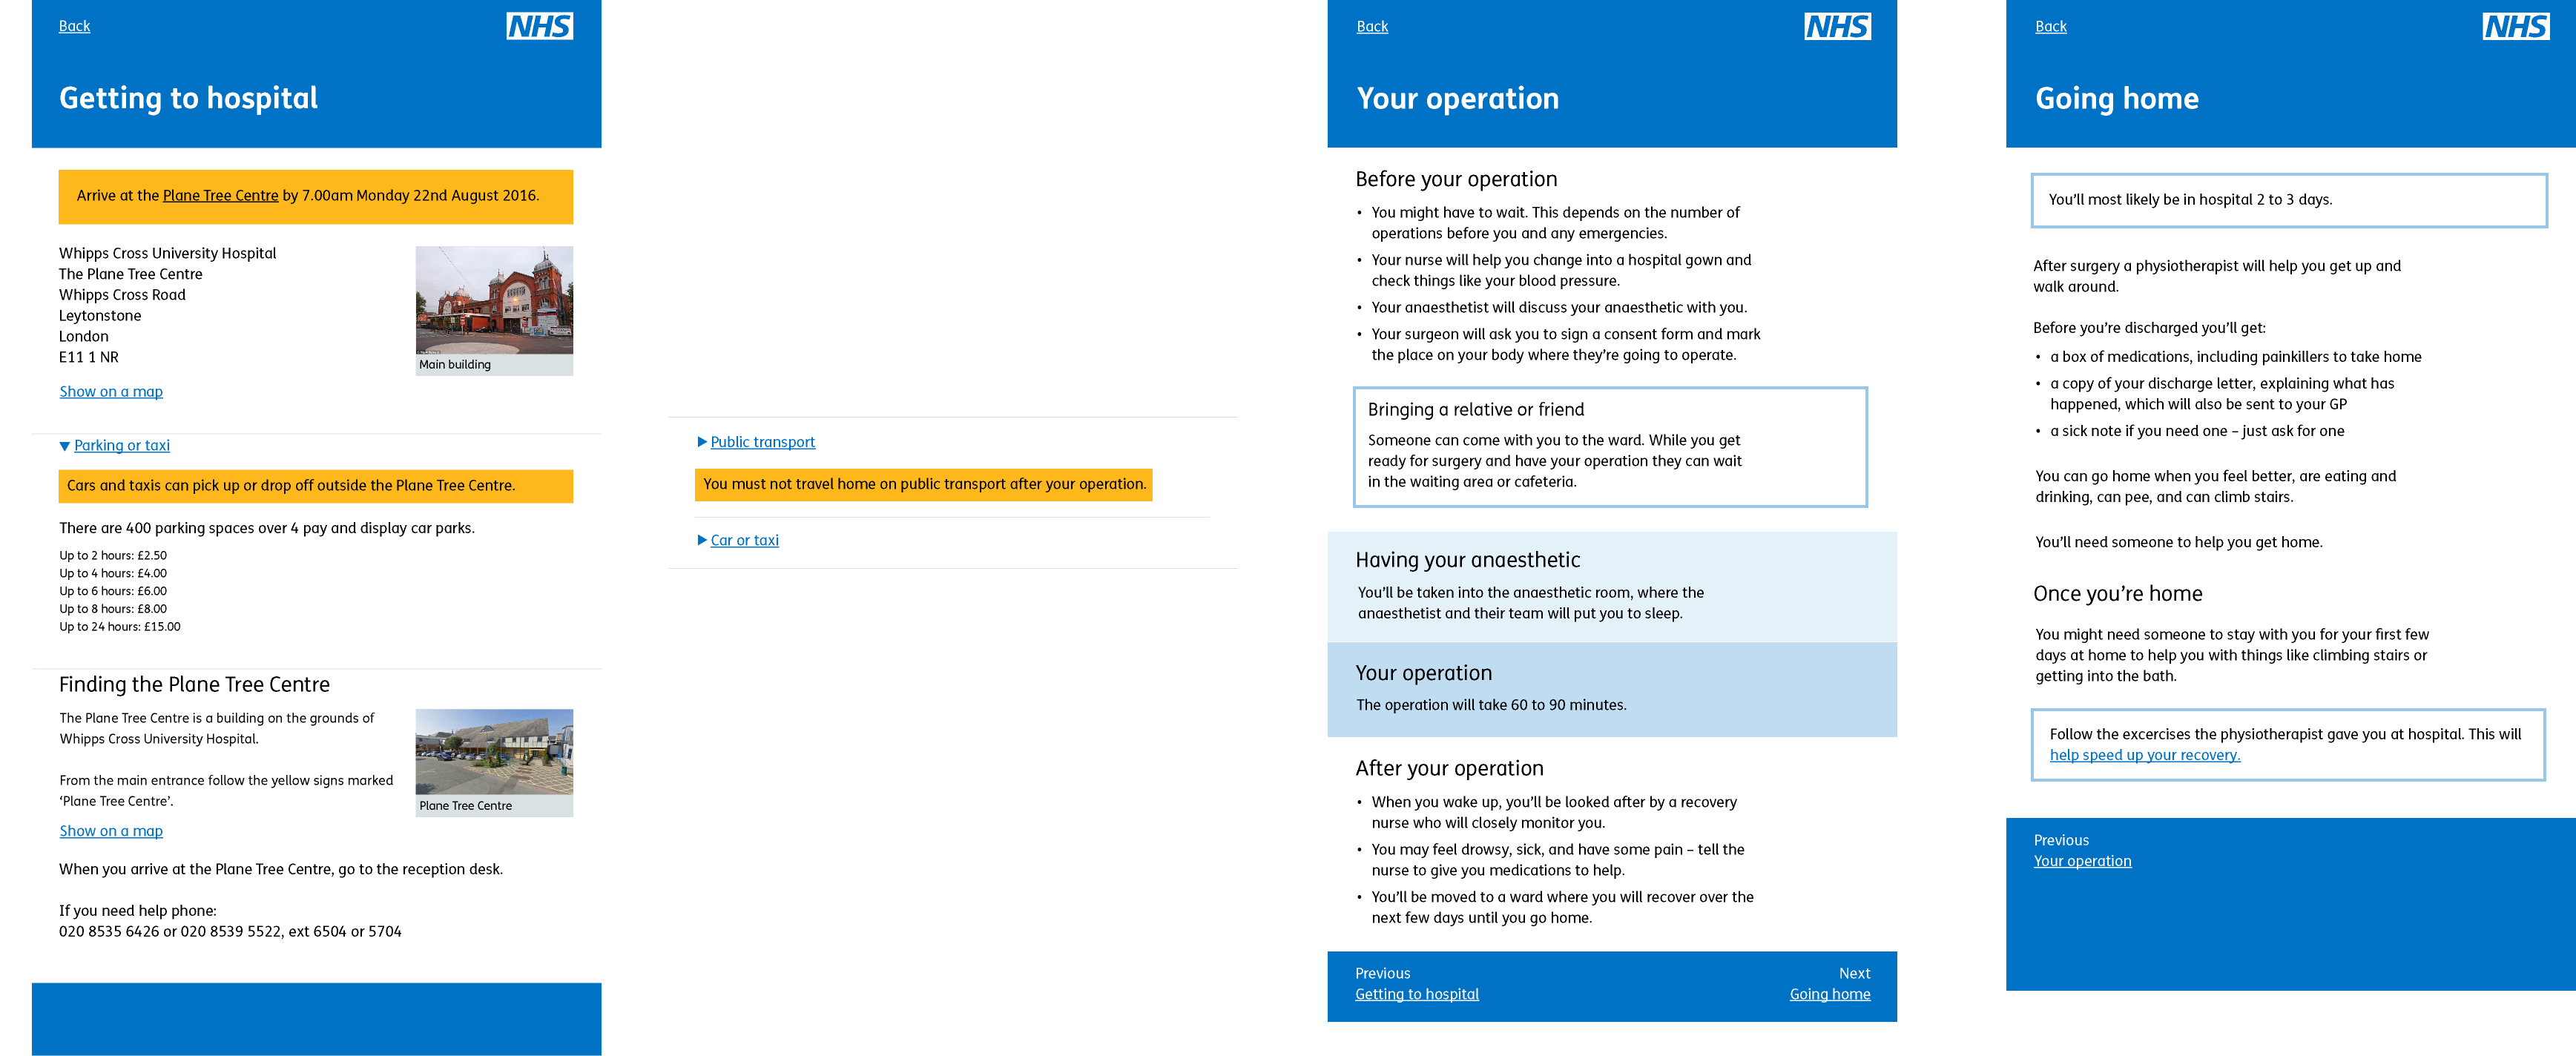 Back
NHS
Getting to hospital
Arrive at the Plane Tree Centre by 7.00am Monday 22nd August 2016.
Whipps Cross University Hospital
The Plane Tree Centre
Whipps Cross Road
Leytonstone
London
E11 1 NR
Main building
Show on a map
Parking or taxi
Cars and taxis can pick up or drop off outside the Plane Tree Centre.
There are 400 parking spaces over 4 pay and display car parks.
Up to 2 hours: £2.50
Up to 4 hours: £4.00
Up to 6 hours: £6.00
Up to 8 hours: £8.00
Up to 24 hours: £15.00
Finding the Plane Tree Centre
The Plane Tree Centre is a building on the grounds of
Whipps Cross University Hospital.
From the main entrance follow the yellow signs marked
‘Plane Tree Centre’.
Plane Tree Centre
Show on a map
When you arrive at the Plane Tree Centre, go to the reception desk.
If you need help phone:
020 8535 6426 or 020 8539 5522, ext 6504 or 5704
Public transport
You must not travel home on public transport after your operation.
Car or taxi
Back
NHS
Your operation
Before your operation
• You might have to wait. This depends on the number of
operations before you and any emergencies.
• Your nurse will help you change into a hospital gown and
check things like your blood pressure.
• Your anaesthetist will discuss your anaesthetic with you.
• Your surgeon will ask you to sign a consent form and mark
the place on your body where they’re going to operate.
Bringing a relative or friend
Someone can come with you to the ward. While you get
ready for surgery and have your operation they can wait
in the waiting area or cafeteria.
Having your anaesthetic
You’ll be taken into the anaesthetic room, where the
anaesthetist and their team will put you to sleep.
Your operation
The operation will take 60 to 90 minutes.
After your operation
• When you wake up, you’ll be looked after by a recovery
nurse who will closely monitor you.
• You may feel drowsy, sick, and have some pain – tell the
nurse to give you medications to help.
• You’ll be moved to a ward where you will recover over the
next few days until you go home.
Previous
Getting to hospital
Next
Going home
Back
NHS
Going home
You’ll most likely be in hospital 2 to 3 days.
After surgery a physiotherapist will help you get up and
walk around.
Before you’re discharged you’ll get:
• a box of medications, including painkillers to take home
• a copy of your discharge letter, explaining what has
happened, which will also be sent to your GP
• a sick note if you need one – just ask for one
You can go home when you feel better, are eating and
drinking, can pee, and can climb stairs.
You’ll need someone to help you get home.
Once you’re home
You might need someone to stay with you for your first few
days at home to help you with things like climbing stairs or
getting into the bath.
Follow the excercises the physiotherapist gave you at hospital. This will
help speed up your recovery.
Previous
Your operation